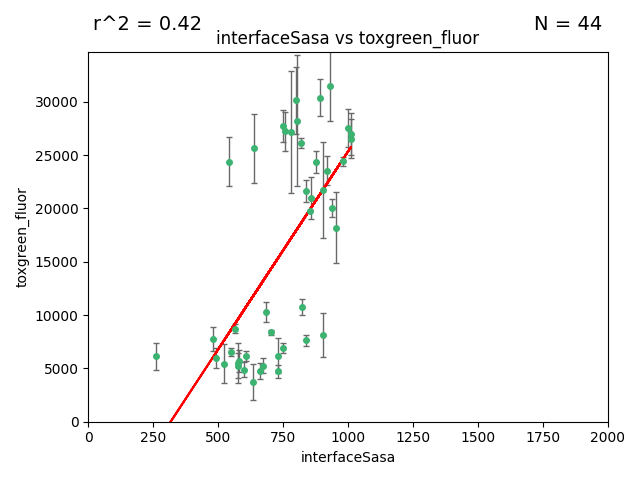 r^2 = 0.42
N = 44
interfaceSasa vs toxgreen_fluor
toxgreen_fluor
30000
25000
20000
15000
10000
5000
0
0 250 500 750 1000 1250 1500 1750 2000
interfaceSasa